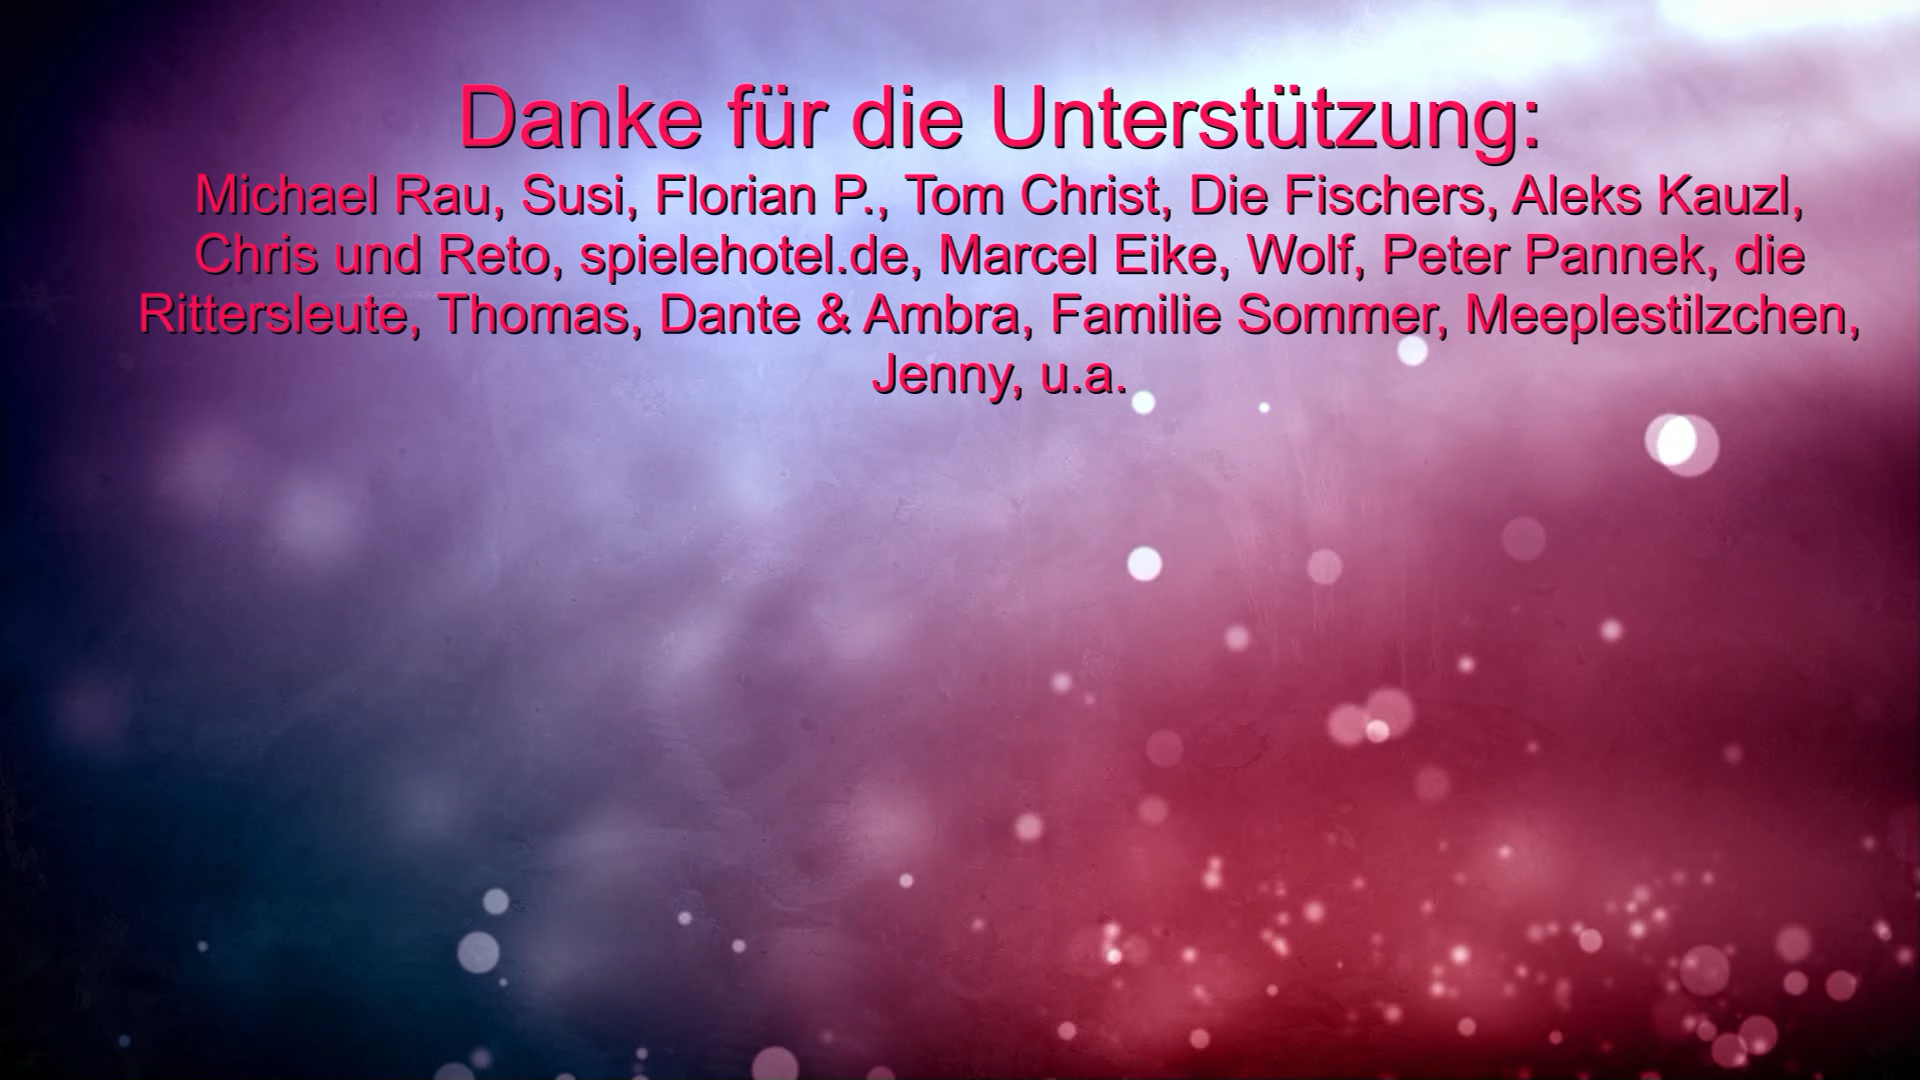 Danke für die Unterstützung:
Michael Rau, Susi, Florian P., Tom Christ, Die Fischers, Aleks Kauzl,
Chris und Reto, spielehotel.de, Marcel Eike, Wolf, Peter Pannek, die
Rittersleute, Thomas, Dante & Ambra, Familie Sommer, Meeplestilzchen,
Jenny, u.a.